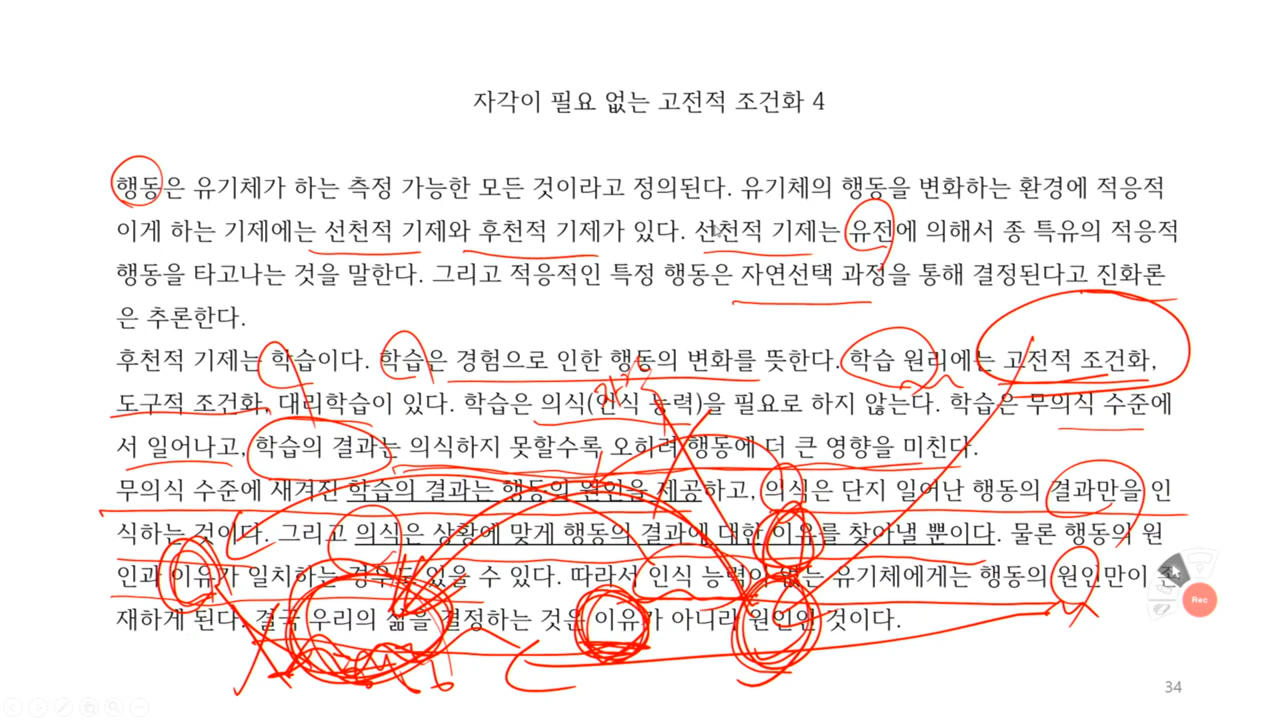 자각이 필요 없는 고전적 조건화 4
행동은 유기체가 하는 측정 가능한 모든 것이라고 정의된다. 유기체의 행동을 변화하는 환경에 적응적
이게 하는 기제에는 선천적 기제와 후천적 기제가 있다. 선천적 기제는 유전에 의해서 종 특유의 적응적
행동을 타고나는 것을 말한다. 그리고 적응적인 특정 행동은 자연선택 과정을 통해 결정된다고 진화론
은 추론한다.
후천적 기제는 학습이다. 학습은 경험으로 인한 행동의 변화를 뜻한다. 학습 원리에는 고전적 조건화,
도구적 조건화, 대리학습이 있다. 학습은 의식(인식 능력)을 필요로 하지 않는다. 학습은 무의식 수준에
서 일어나고, 학습의 결과는 의식하지 못할수록 오히려 행동에 더 큰 영향을 미친다.
무의식 수준에 새겨진 학습의 결과는 행동의 원인을 제공하고, 의식은 단지 일어난 행동의 결과만을 인
식하는 것이다. 그리고 의식은 상황에 맞게 행동의 결과에 대한 이유를 찾아낼 뿐이다. 물론 행동의 원
인과 이유가 일치하는 경우도 있을 수 있다. 따라서 인식 능력이 없는 유기체에게는 행동의 원인만이 존
재하게 된다. 결국 우리의 삶을 결정하는 것은 이유가 아니라 원인인 것이다.
Rec
34